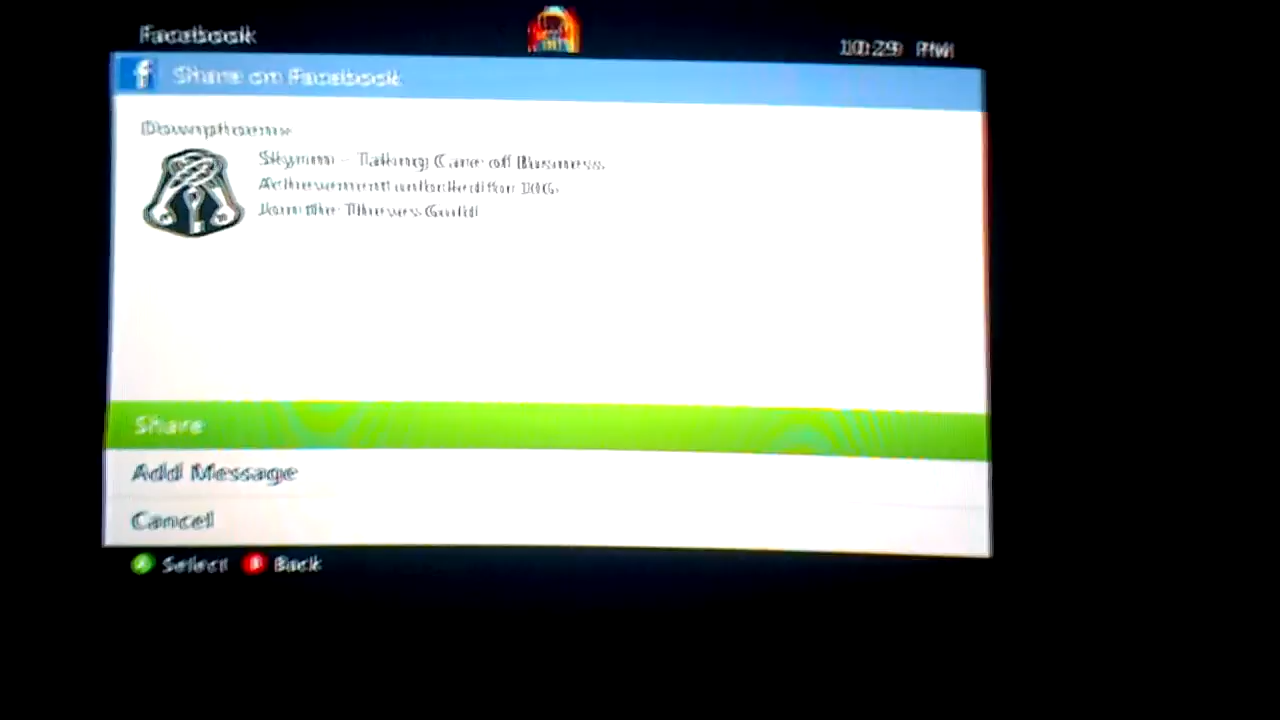 Facebook
10:29 PM
Share on Facebook
Skyrim - Taking Care of Business
Achievement unlocked for 10G
Join the Thieves Guild
Share
Add Message
Cancel
Select
Back